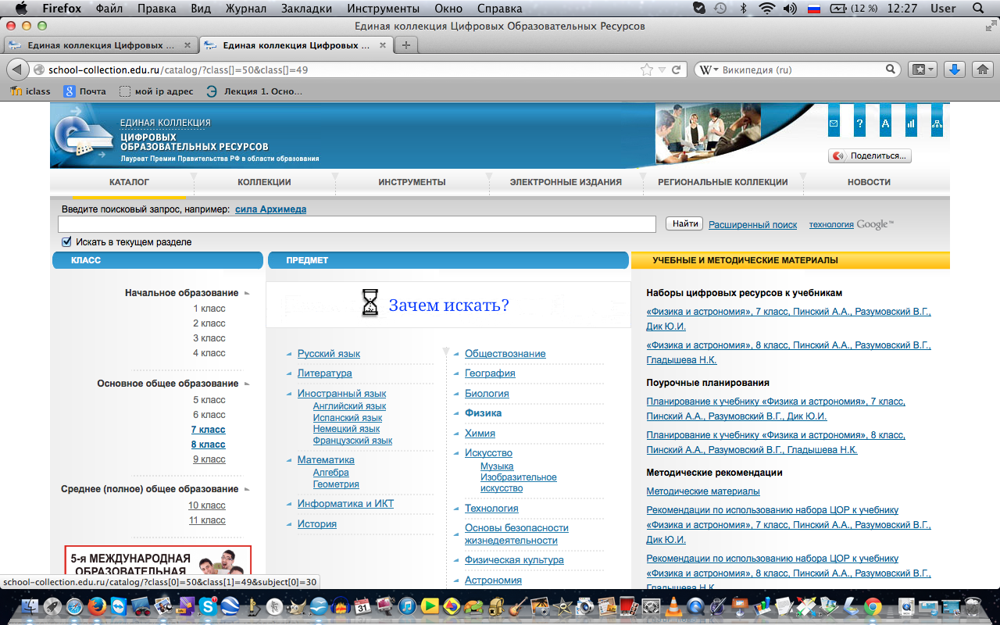 Firefox Файл Правка Вид Журнал Закладки Инструменты Окно Справка (12 %) 12:27 User
Единая коллекция Цифровых Образовательных Ресурсов
Единая коллекция Цифровых ... Единая коллекция Цифровых ...
school-collection.edu.ru/catalog/?class[]=50&class[]=49 W Википедия (ru)
iclass 8 Почта мой ip адрес Э Лекция 1. Осно...
ЕДИНАЯ КОЛЛЕКЦИЯ
ЦИФРОВЫХ
ОБРАЗОВАТЕЛЬНЫХ РЕСУРСОВ
Лауреат Премии Правительства РФ в области образования
? A
Поделиться...
КАТАЛОГ КОЛЛЕКЦИИ ИНСТРУМЕНТЫ ЭЛЕКТРОННЫЕ ИЗДАНИЯ РЕГИОНАЛЬНЫЕ КОЛЛЕКЦИИ НОВОСТИ
Введите поисковый запрос, например: сила Архимеда
Найти Расширенный поиск технология Google™
Искать в текущем разделе
КЛАСС
Начальное образование
1 класс
2 класс
3 класс
4 класс
Основное общее образование
5 класс
6 класс
7 класс
8 класс
9 класс
Среднее (полное) общее образование
10 класс
11 класс
5-я МЕЖДУНАРОДНАЯ
ОБРАЗОВАТЕЛЬНАЯ
ПРЕДМЕТ
Зачем искать?
Русский язык
Литература
Иностранный язык
Английский язык
Испанский язык
Немецкий язык
Французский язык
Математика
Алгебра
Геометрия
Информатика и ИКТ
История
Обществознание
География
Биология
Физика
Химия
Искусство
Музыка
Изобразительное
искусство
Технология
Основы безопасности
жизнедеятельности
Физическая культура
Астрономия
УЧЕБНЫЕ И МЕТОДИЧЕСКИЕ МАТЕРИАЛЫ
Наборы цифровых ресурсов к учебникам
«Физика и астрономия», 7 класс, Пинский А.А., Разумовский В.Г.,
Дик Ю.И.
«Физика и астрономия», 8 класс, Пинский А.А., Разумовский В.Г.,
Гладышева Н.К.
Поурочные планирования
Планирование к учебнику «Физика и астрономия», 7 класс,
Пинский А.А., Разумовский В.Г., Дик Ю.И.
Планирование к учебнику «Физика и астрономия», 8 класс,
Пинский А.А., Разумовский В.Г., Гладышева Н.К.
Методические рекомендации
Методические материалы
Рекомендации по использованию набора ЦОР к учебнику
«Физика и астрономия», 7 класс, Пинский А.А., Разумовский В.Г.,
Дик Ю.И.
Рекомендации по использованию набора ЦОР к учебнику
«Физика и астрономия», 8 класс, Пинский А.А., Разумовский В.Г.,
Гладышева Н.К.
school-collection.edu.ru/catalog/?class[0]=50&class[1]=49&subject[0]=30
31